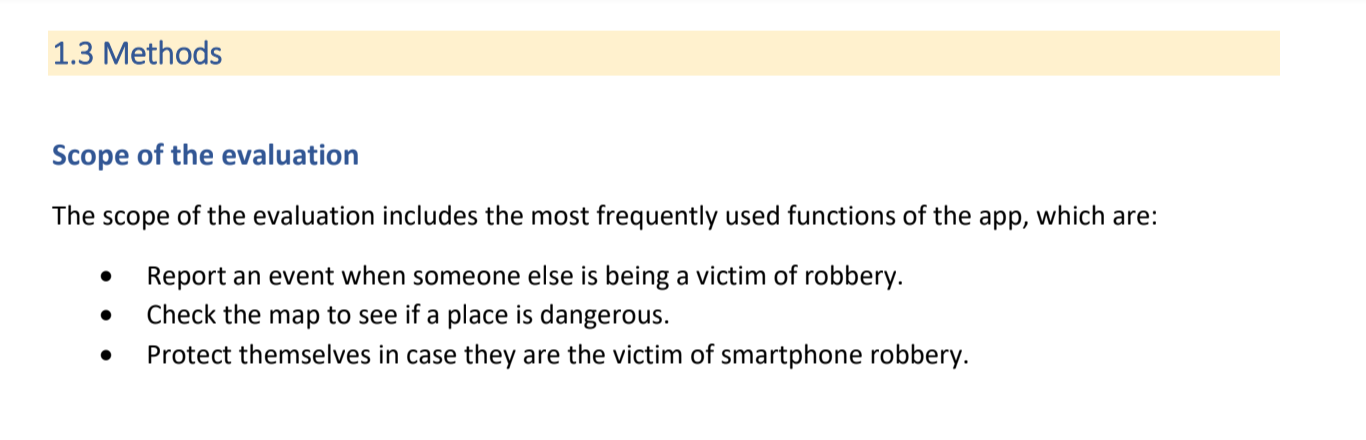 1.3 Methods
Scope of the evaluation
The scope of the evaluation includes the most frequently used functions of the app, which are:
• Report an event when someone else is being a victim of robbery.
• Check the map to see if a place is dangerous.
• Protect themselves in case they are the victim of smartphone robbery.